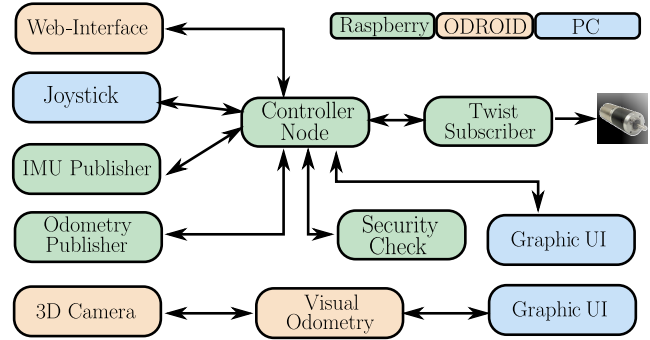 Web-Interface
Raspberry
ODROID
PC
Joystick
Controller
Node
Twist
Subscriber
IMU Publisher
Odometry
Publisher
Security
Check
Graphic UI
3D Camera
Visual
Odometry
Graphic UI